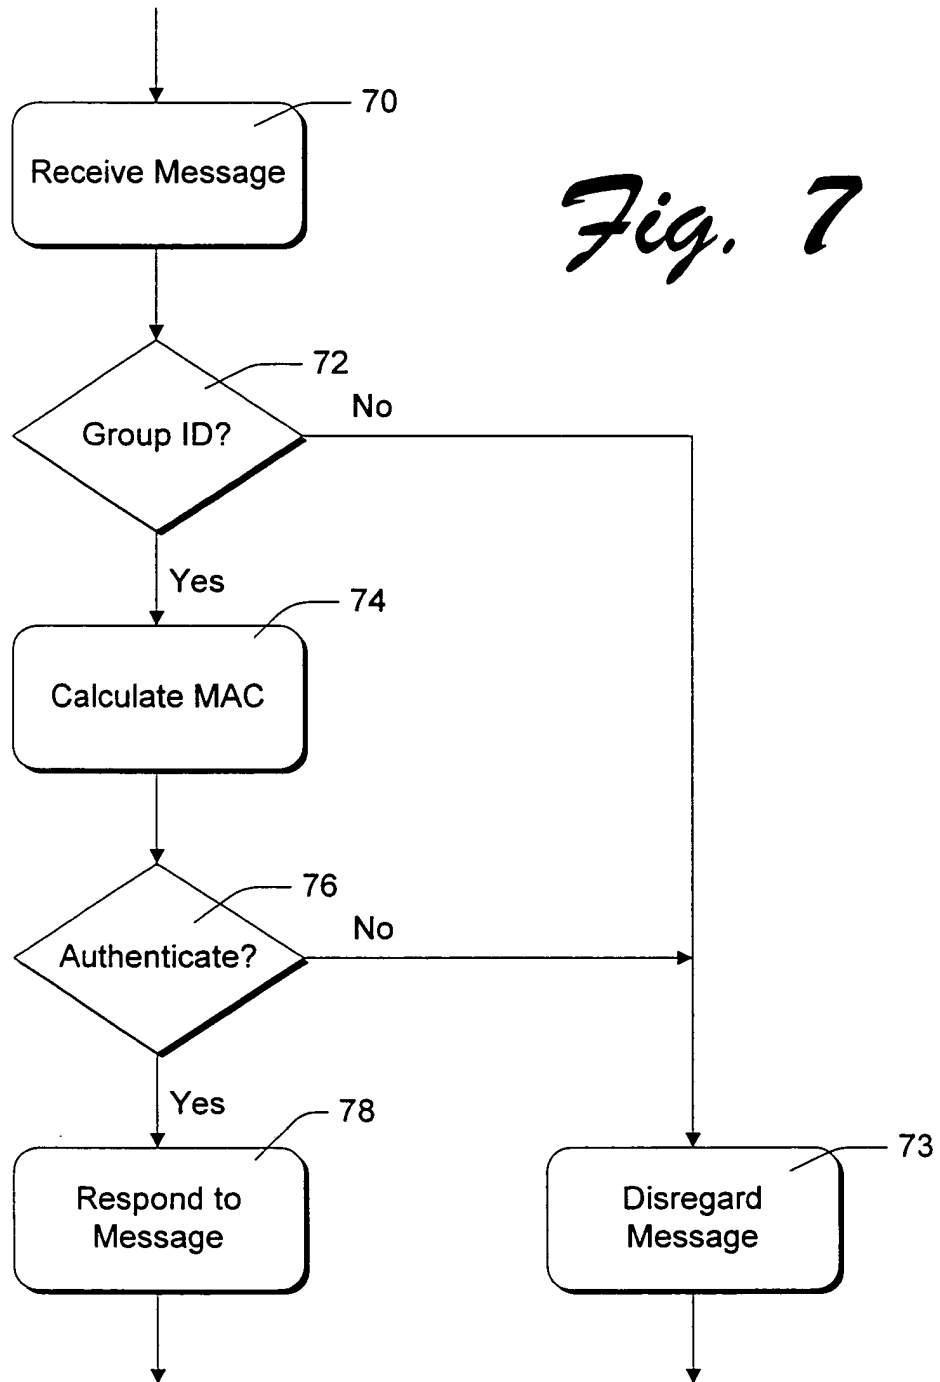 70
Receive Message
Fig. 7
72
No
Group ID?
Yes
74
Calculate MAC
76
No
Authenticate?
Yes
78
73
Respond to
Message
Disregard
Message